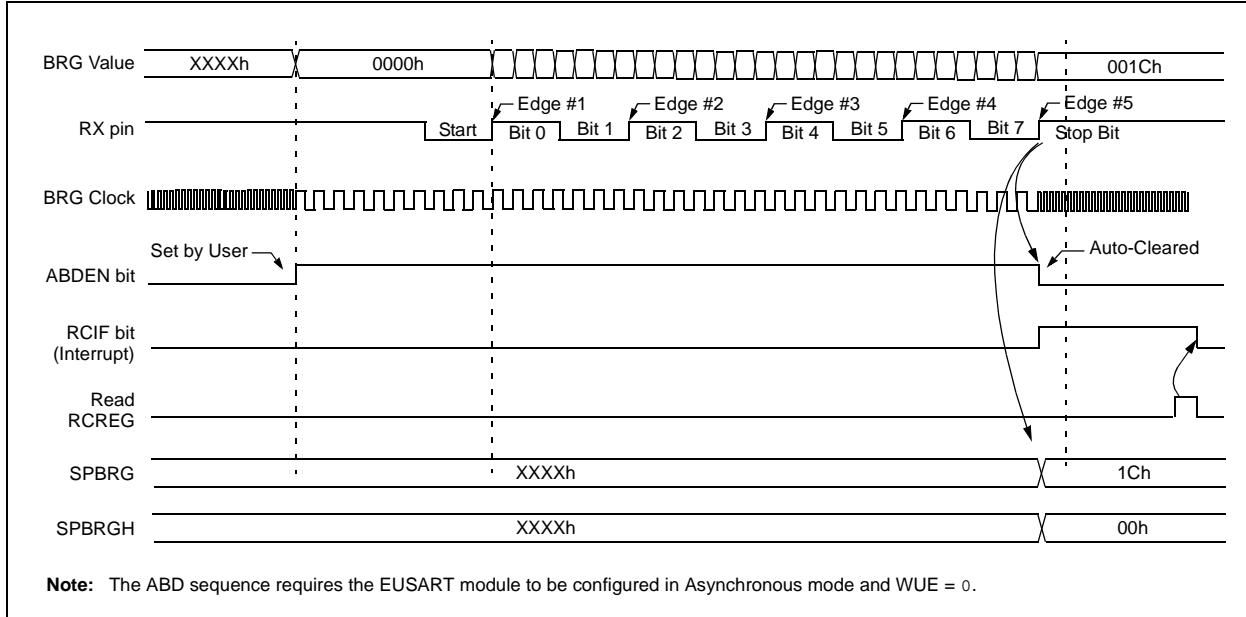 BRG Value XXXXh 0000h 001Ch
Edge #1 Edge #2 Edge #3 Edge #4 Edge #5
RX pin Start Bit 0 Bit 1 Bit 2 Bit 3 Bit 4 Bit 5 Bit 6 Bit 7 Stop Bit
BRG Clock
Set by User Auto-Cleared
ABDEN bit
RCIF bit
(Interrupt)
Read
RCREG
SPBRG XXXXh 1Ch
SPBRGH XXXXh 00h
Note: The ABD sequence requires the EUSART module to be configured in Asynchronous mode and WUE = 0.